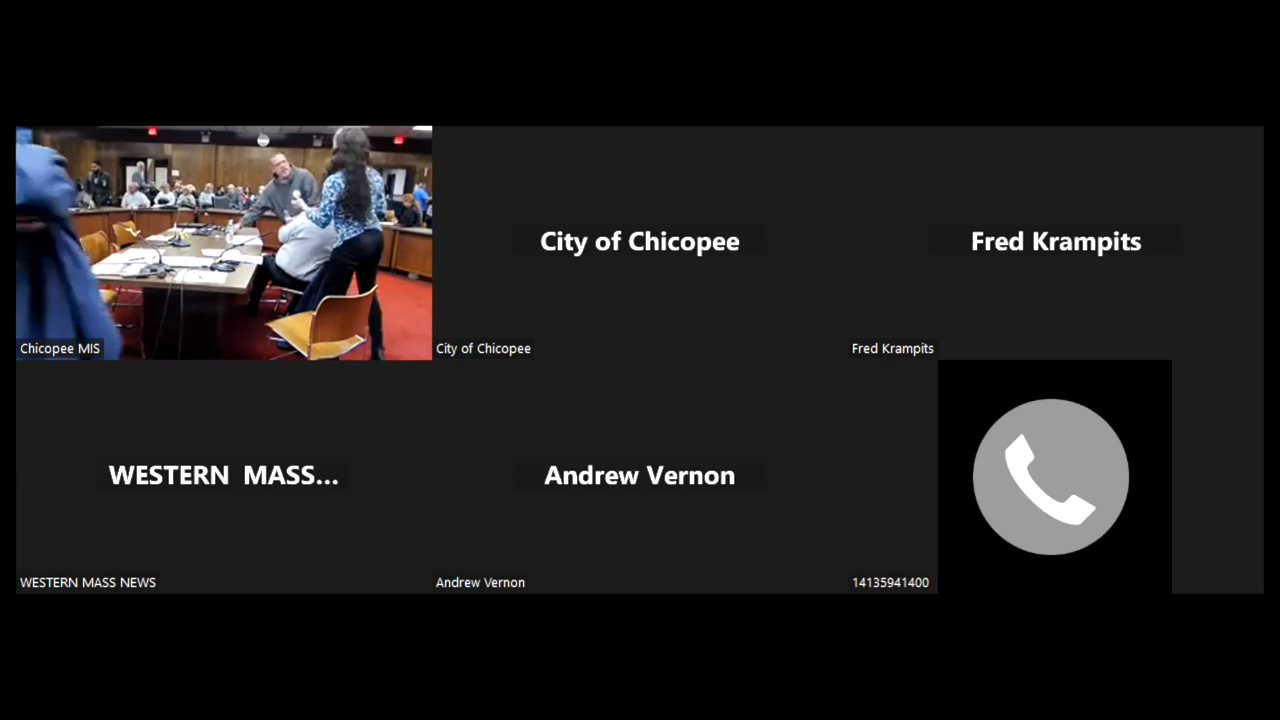 City of Chicopee
Fred Krampits
Chicopee MIS
City of Chicopee
Fred Krampits
WESTERN MASS...
Andrew Vernon
WESTERN MASS NEWS
Andrew Vernon
14135941400